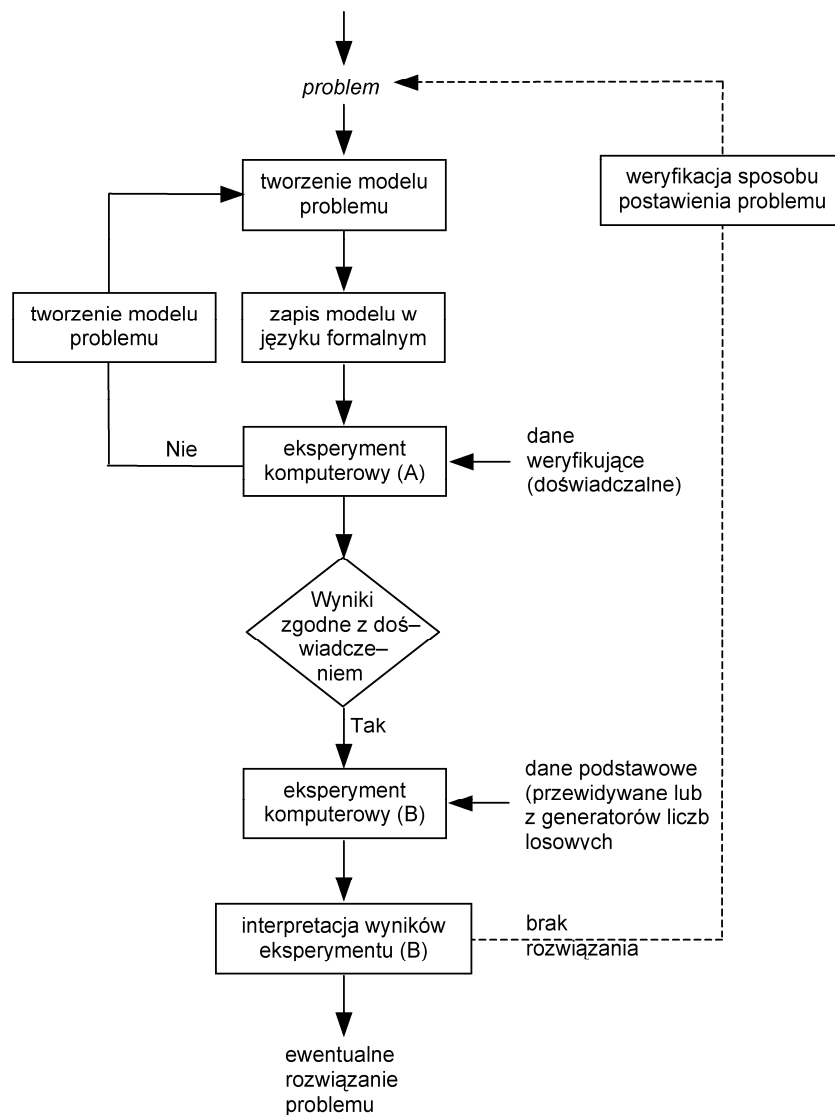 problem
tworzenie modelu
problemu
weryfikacja sposobu
postawienia problemu
tworzenie modelu
problemu
zapis modelu w
języku formalnym
Nie
eksperyment
komputerowy (A)
dane
weryfikujące
(doświadczalne)
Wyniki
zgodne z doś–
wiadcze–
niem
Tak
eksperyment
komputerowy (B)
dane podstawowe
(przewidywane lub
z generatorów liczb
losowych
interpretacja wyników
eksperymentu (B)
brak
rozwiązania
ewentualne
rozwiązanie
problemu